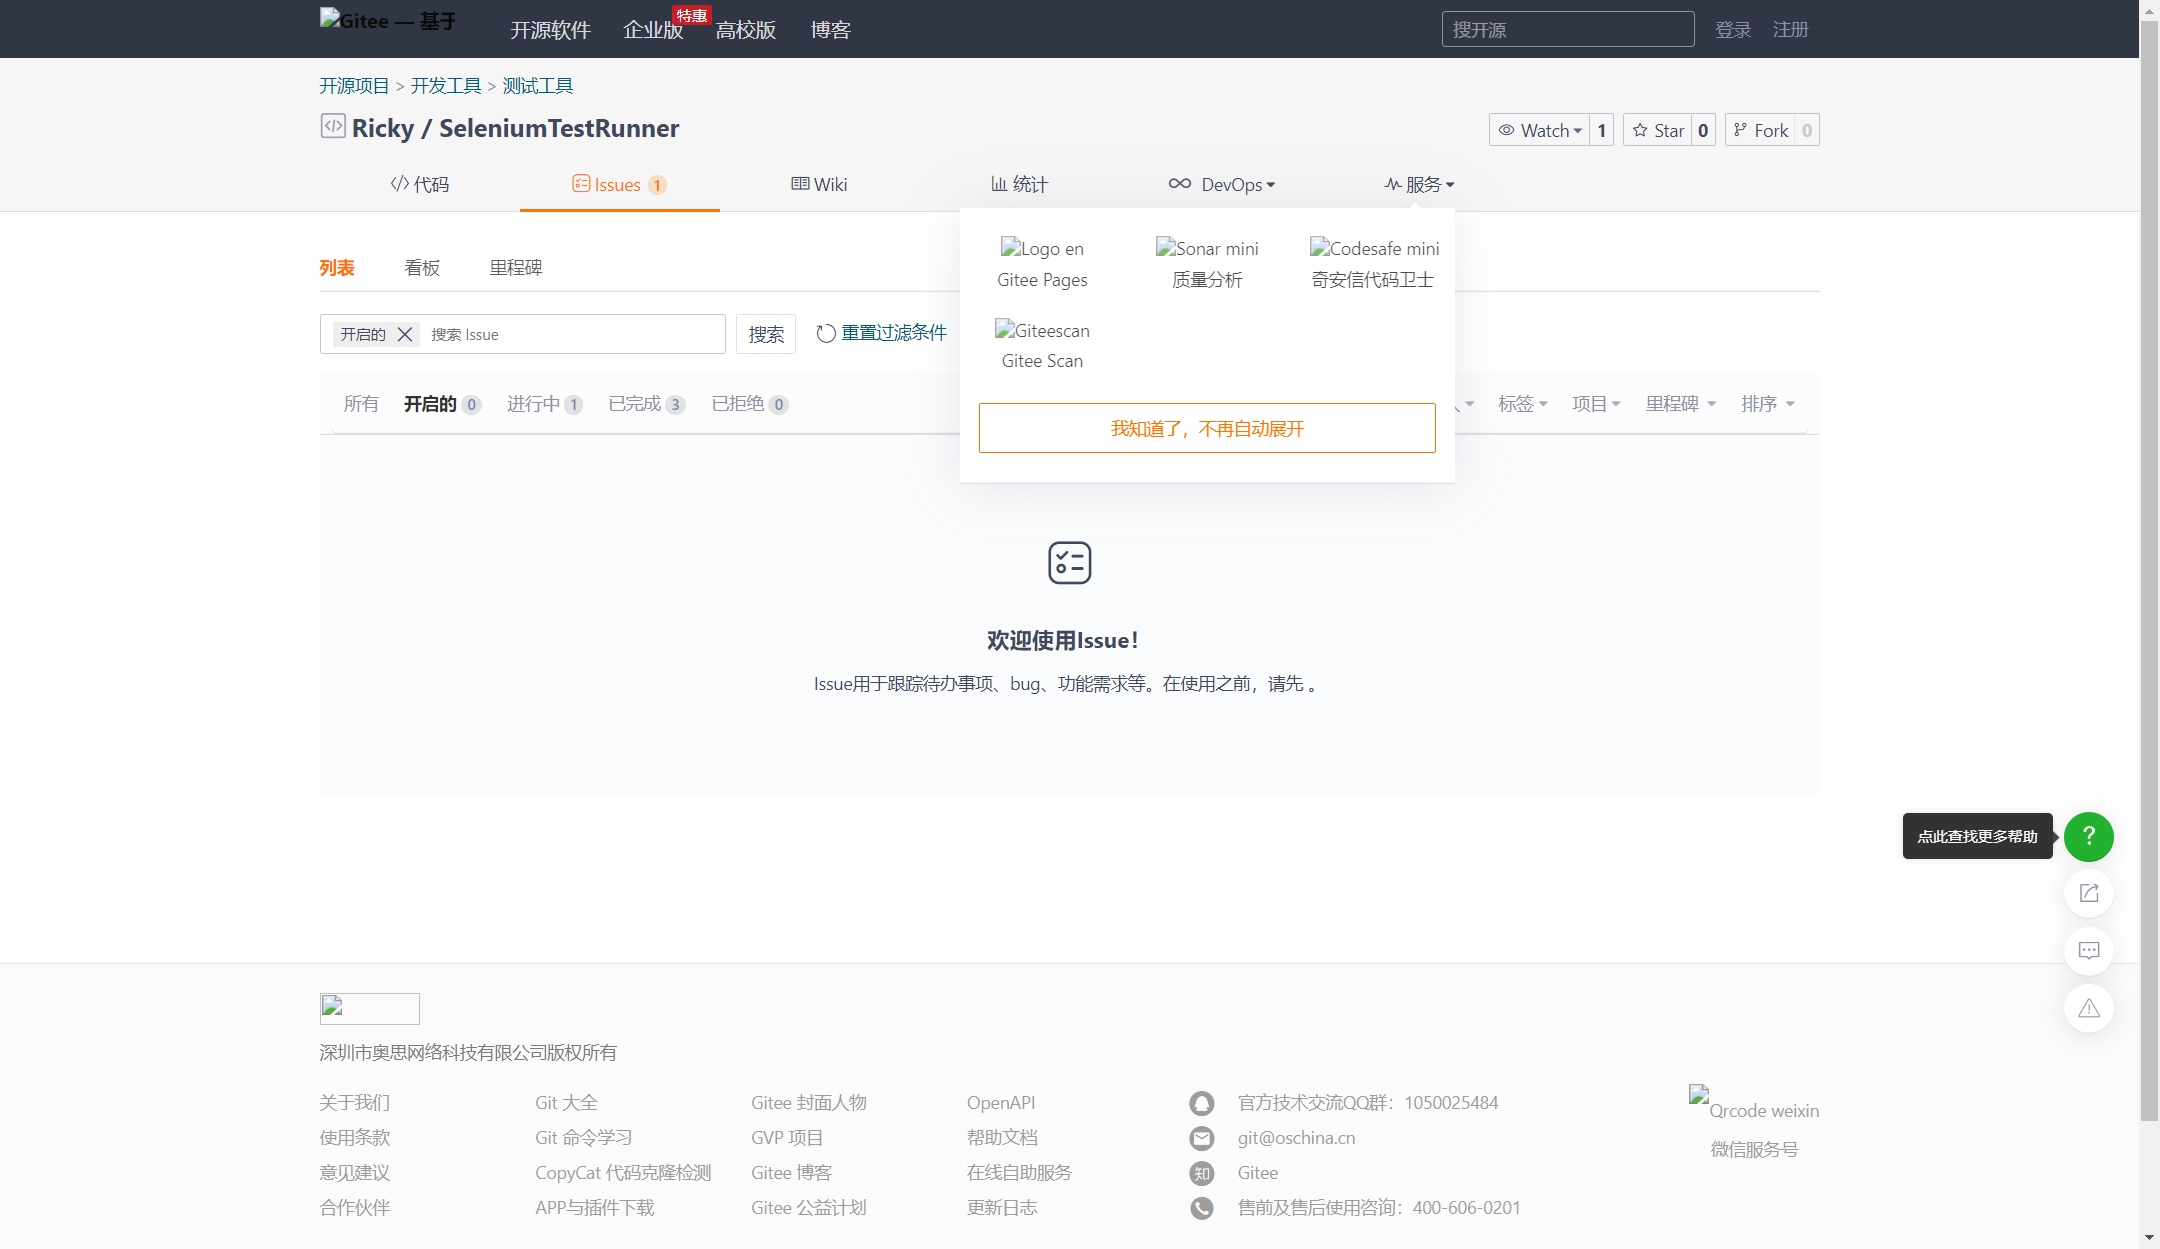 Gitee — 基于
开源软件
企业版
特惠
高校版
博客
搜开源
登录
注册
开源项目 > 开发工具 > 测试工具
Ricky / SeleniumTestRunner
Watch 1
Star 0
Fork 0
代码
Issues 1
Wiki
统计
DevOps
服务
Logo en
Gitee Pages
Sonar mini
质量分析
Codesafe mini
奇安信代码卫士
Giteescan
Gitee Scan
我知道了，不再自动展开
列表
看板
里程碑
开启的
搜索 Issue
搜索
重置过滤条件
所有
开启的 0
进行中 1
已完成 3
已拒绝 0
标签
项目
里程碑
排序
欢迎使用Issue！
Issue用于跟踪待办事项、bug、功能需求等。在使用之前，请先 。
点此查找更多帮助
?
深圳市奥思网络科技有限公司版权所有
关于我们
使用条款
意见建议
合作伙伴
Git 大全
Git 命令学习
CopyCat 代码克隆检测
APP与插件下载
Gitee 封面人物
GVP 项目
Gitee 博客
Gitee 公益计划
OpenAPI
帮助文档
在线自助服务
更新日志
官方技术交流QQ群：1050025484
git@oschina.cn
知
Gitee
售前及售后使用咨询：400-606-0201
Qrcode weixin
微信服务号